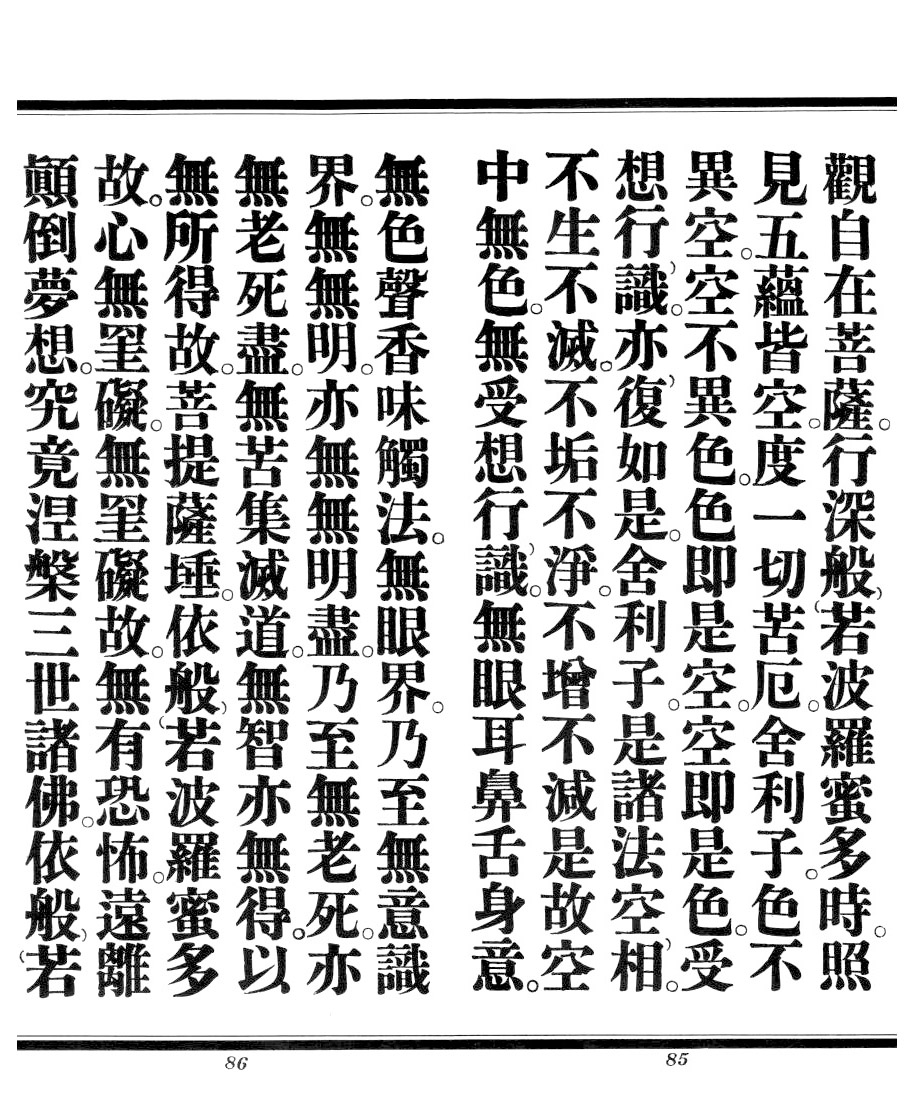 觀自在菩薩。行深般若波羅蜜多時。照
見五蘊皆空。度一切苦厄。舍利子。色不
異空。空不異色。色即是空。空即是色。受
想行識。亦復如是。舍利子。是諸法空相。
不生不滅。不垢不淨。不增不減是故空
中無色。無受想行識。無眼耳鼻舌身意。
85
無色聲香味觸法。無眼界。乃至無意識
界。無無明。亦無無明盡。乃至無老死。亦
無老死盡。無苦集滅道。無智亦無得。以
無所得故。菩提薩埵。依般若波羅蜜多
故。心無罣礙。無罣礙故。無有恐怖。遠離
顚倒夢想。究竟涅槃三世諸佛。依般若
86